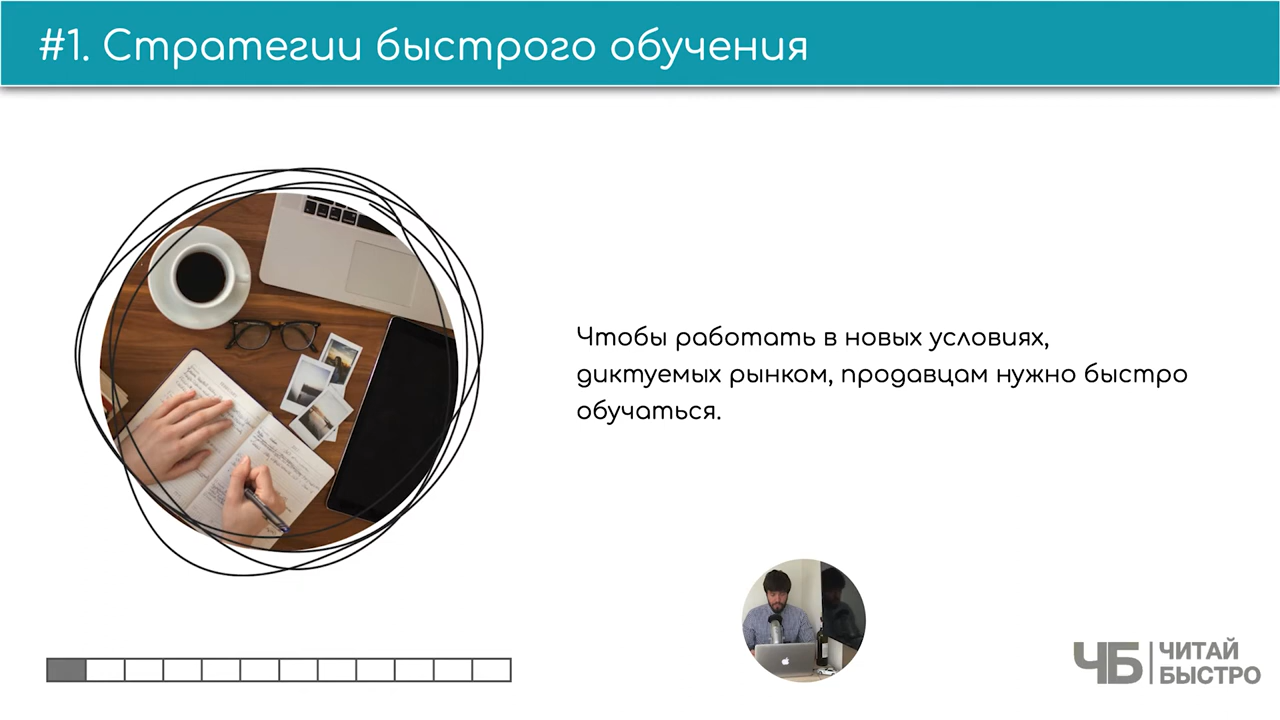 #1. Стратегии быстрого обучения
Чтобы работать в новых условиях,
диктуемых рынком, продавцам нужно быстро
обучаться.
ЧБ
ЧИТАЙ
БЫСТРО